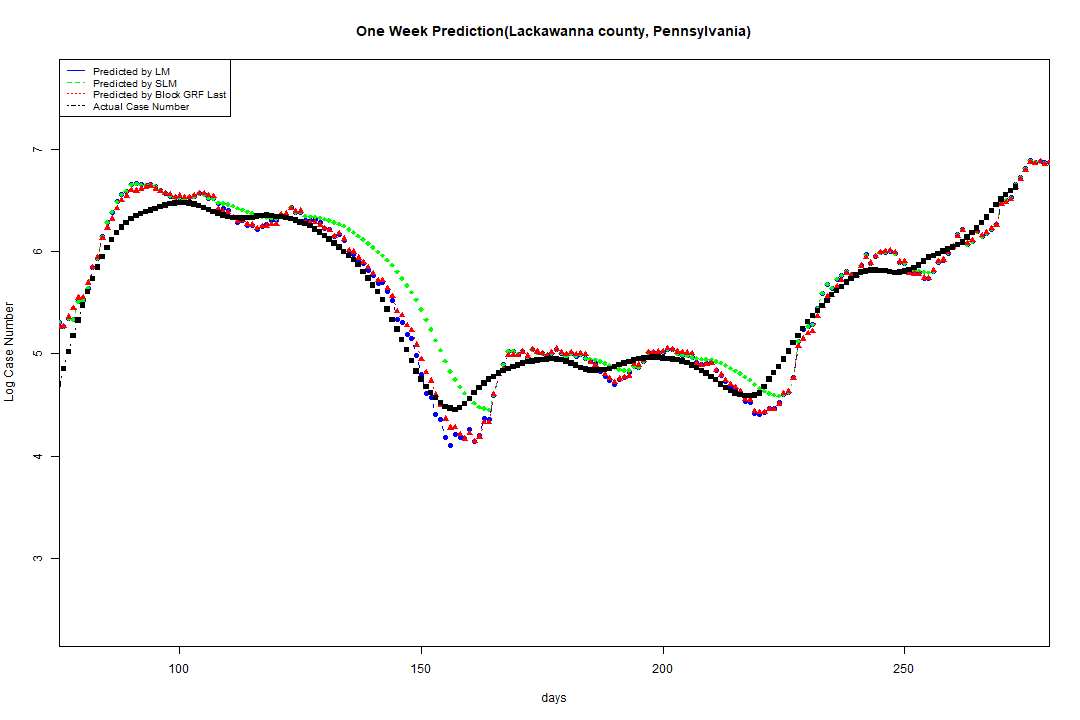 One Week Prediction(Lackawanna county, Pennsylvania)
Predicted by LM
Predicted by SLM
Predicted by Block GRF Last
Actual Case Number
7
6
5
4
3
Log Case Number
100 150 200 250
days